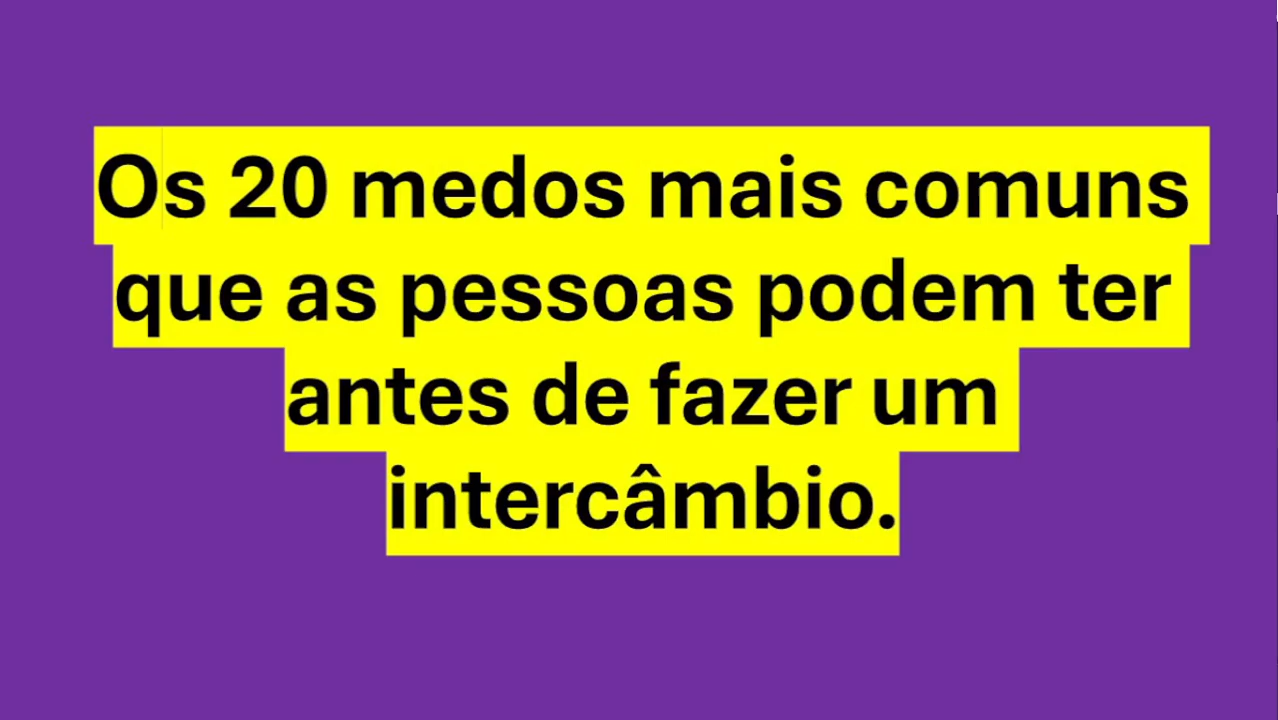 Os 20 medos mais comuns
que as pessoas podem ter
antes de fazer um
intercâmbio.